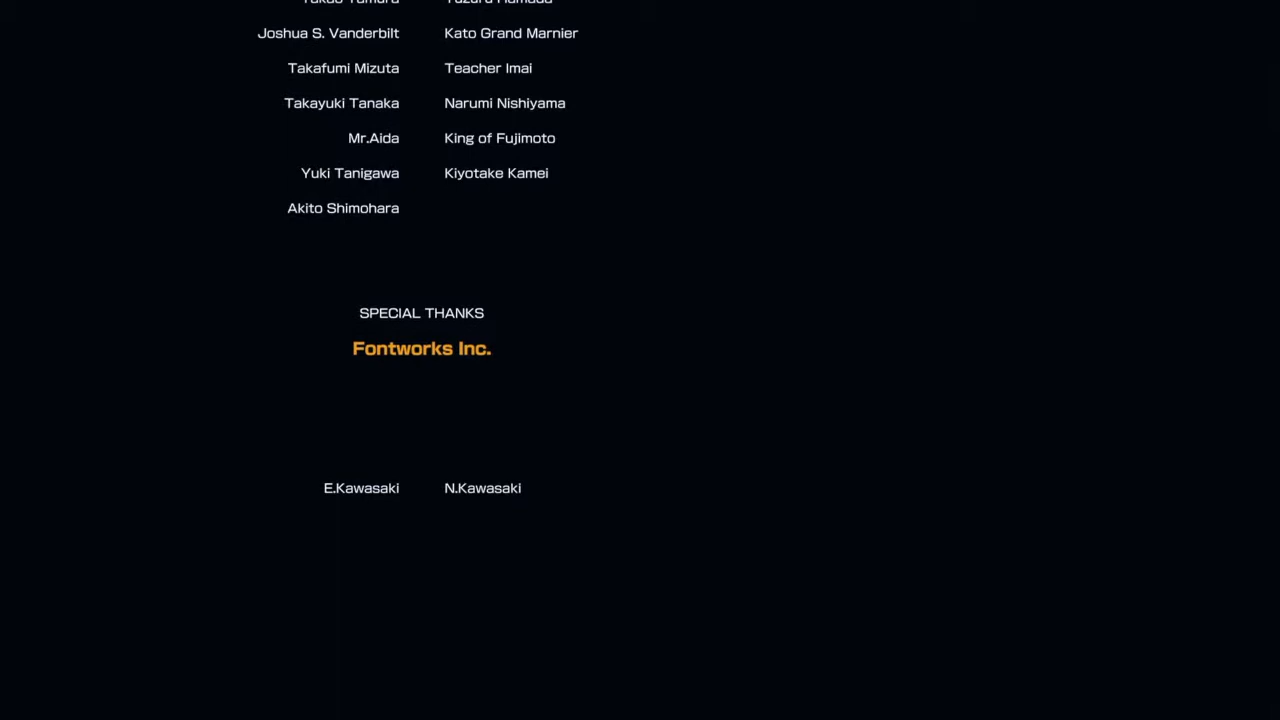 Joshua S. Vanderbilt Kato Grand Marnier
Takafumi Mizuta Teacher Imai
Takayuki Tanaka Narumi Nishiyama
Mr.Aida King of Fujimoto
Yuki Tanigawa Kiyotake Kamei
Akito Shimohara
SPECIAL THANKS
Fontworks Inc.
E.Kawasaki N.Kawasaki